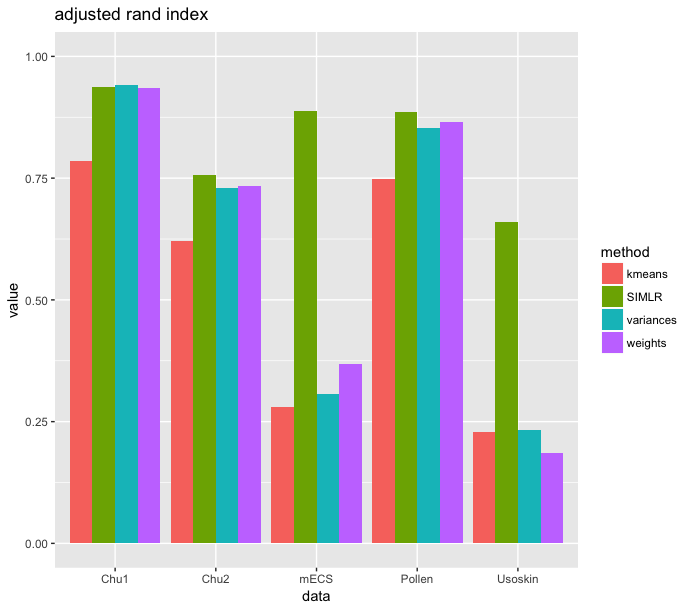 adjusted rand index
1.00
0.75
0.50
0.25
0.00
value
Chu1 Chu2 mECS Pollen Usoskin
data
method
kmeans
SIMLR
variances
weights